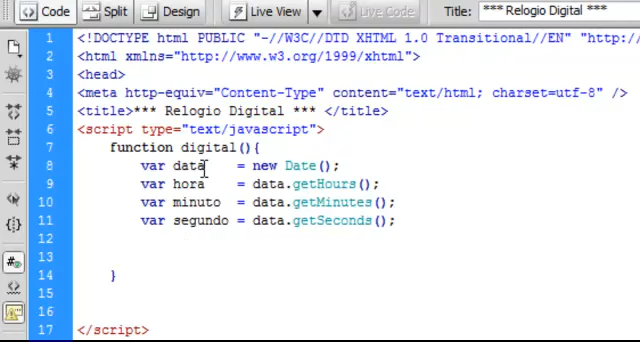 Code Split Design Live View Live Code Title: *** Relogio Digital ***
1 <!DOCTYPE html PUBLIC "-//W3C//DTD XHTML 1.0 Transitional//EN" "http:/
2 <html xmlns="http://www.w3.org/1999/xhtml">
3 <head>
4 <meta http-equiv="Content-Type" content="text/html; charset=utf-8" />
5 <title>*** Relogio Digital *** </title>
6 <script type="text/javascript">
7 function digital(){
8 var data = new Date();
9 var hora = data.getHours();
10 var minuto = data.getMinutes();
11 var segundo = data.getSeconds();
12
13
14 }
15
16
17 </script>